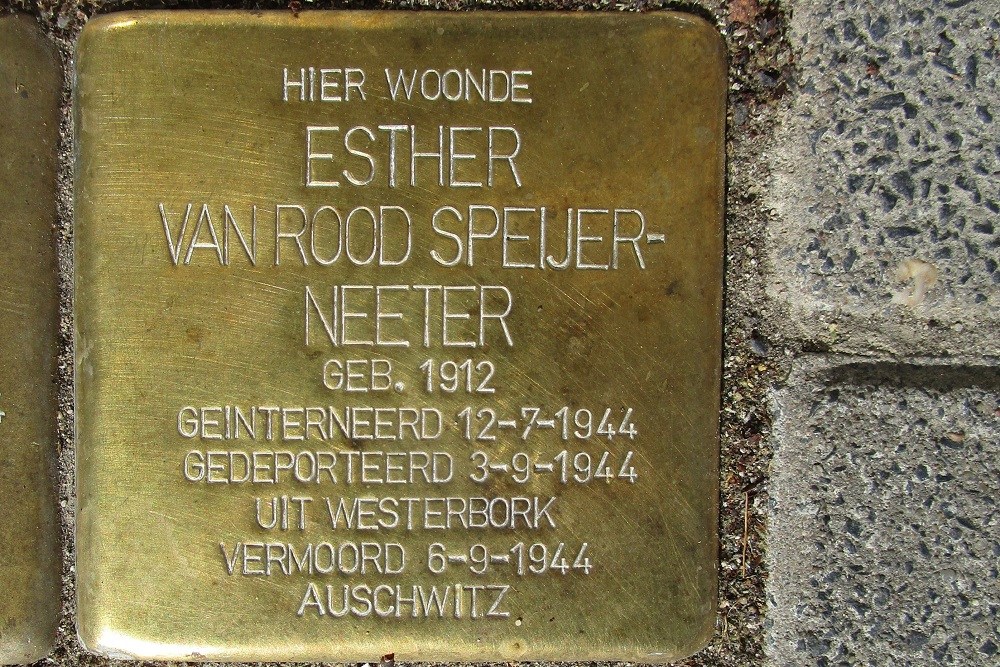 HIER WOONDE
ESTHER
VAN ROOD SPEIJER-
NEETER
GEB. 1912
GEINTERNEERD 12-7-1944
GEDEPORTEERD 3-9-1944
UIT WESTERBORK
VERMOORD 6-9-1944
AUSCHWITZ